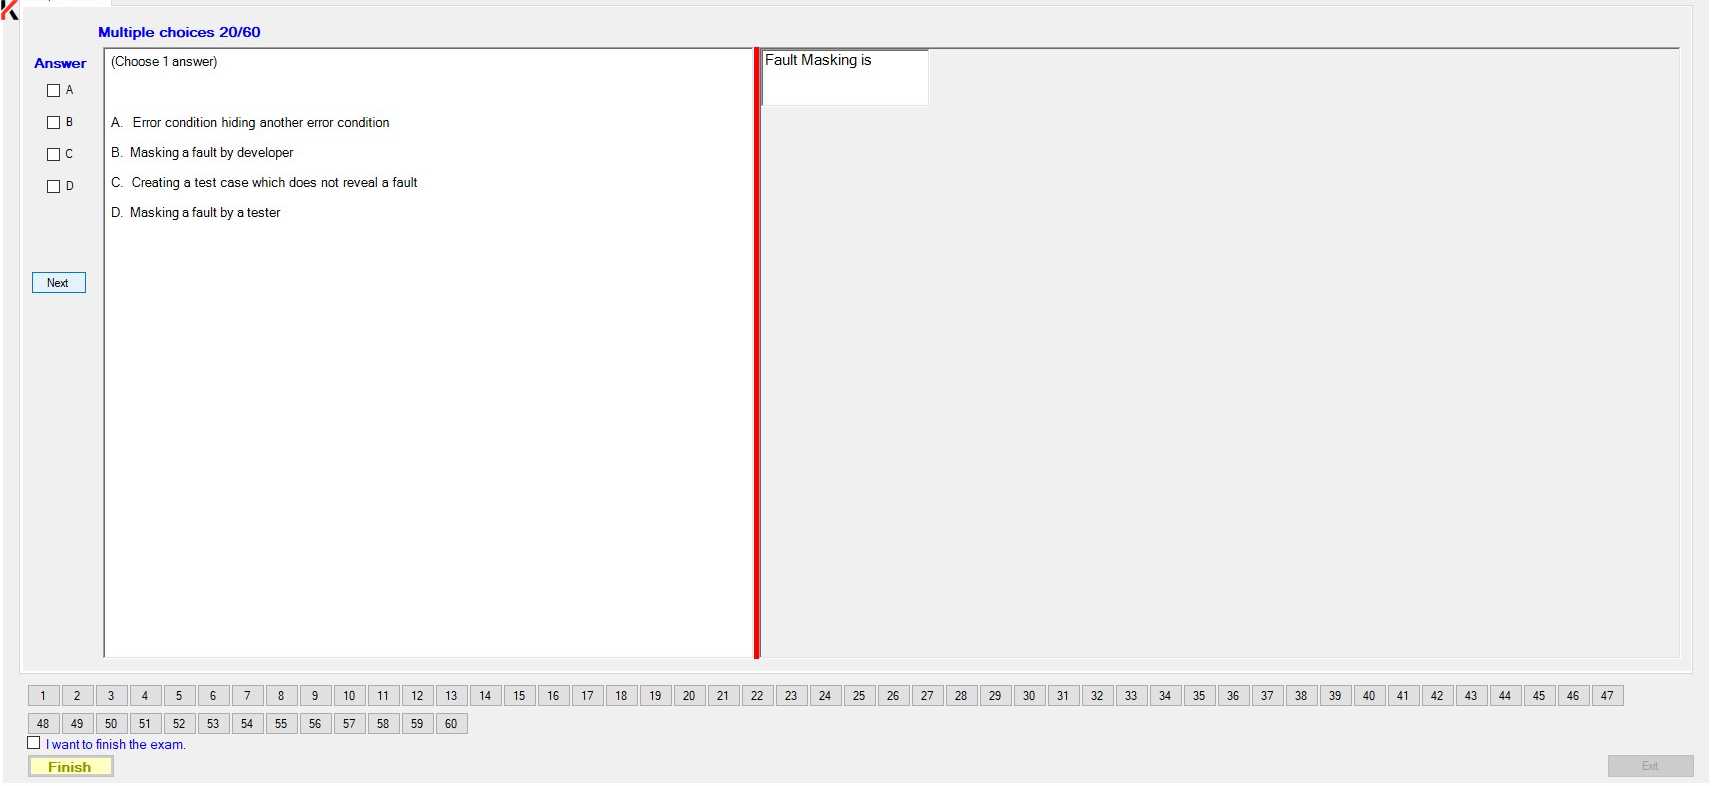 Multiple choices 20/60
Answer
A
B
C
D
Next
(Choose 1 answer)
A. Error condition hiding another error condition
B. Masking a fault by developer
C. Creating a test case which does not reveal a fault
D. Masking a fault by a tester
Fault Masking is
1 2 3 4 5 6 7 8 9 10 11 12 13 14 15 16 17 18 19 20 21 22 23 24 25 26 27 28 29 30 31 32 33 34 35 36 37 38 39 40 41 42 43 44 45 46 47
48 49 50 51 52 53 54 55 56 57 58 59 60
I want to finish the exam.
Finish
Exit